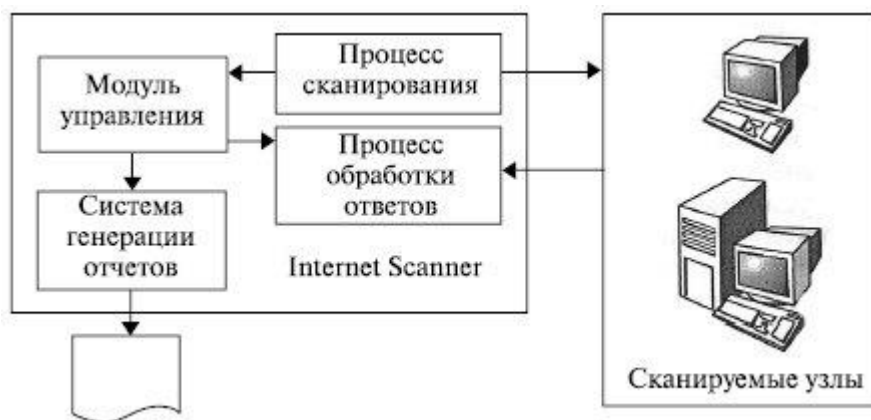 Процесс
сканирования
Модуль
управления
Процесс
обработки
ответов
Система
генерации
отчетов
Internet Scanner
Сканируемые узлы